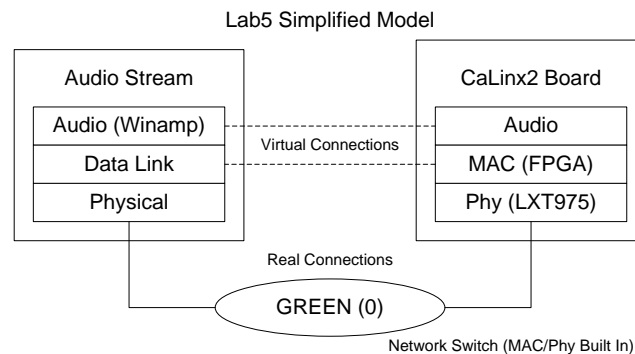 Lab5 Simplified Model
Audio Stream
CaLinx2 Board
Audio (Winamp)
Audio
Virtual Connections
Data Link
MAC (FPGA)
Physical
Phy (LXT975)
Real Connections
GREEN (0)
Network Switch (MAC/Phy Built In)